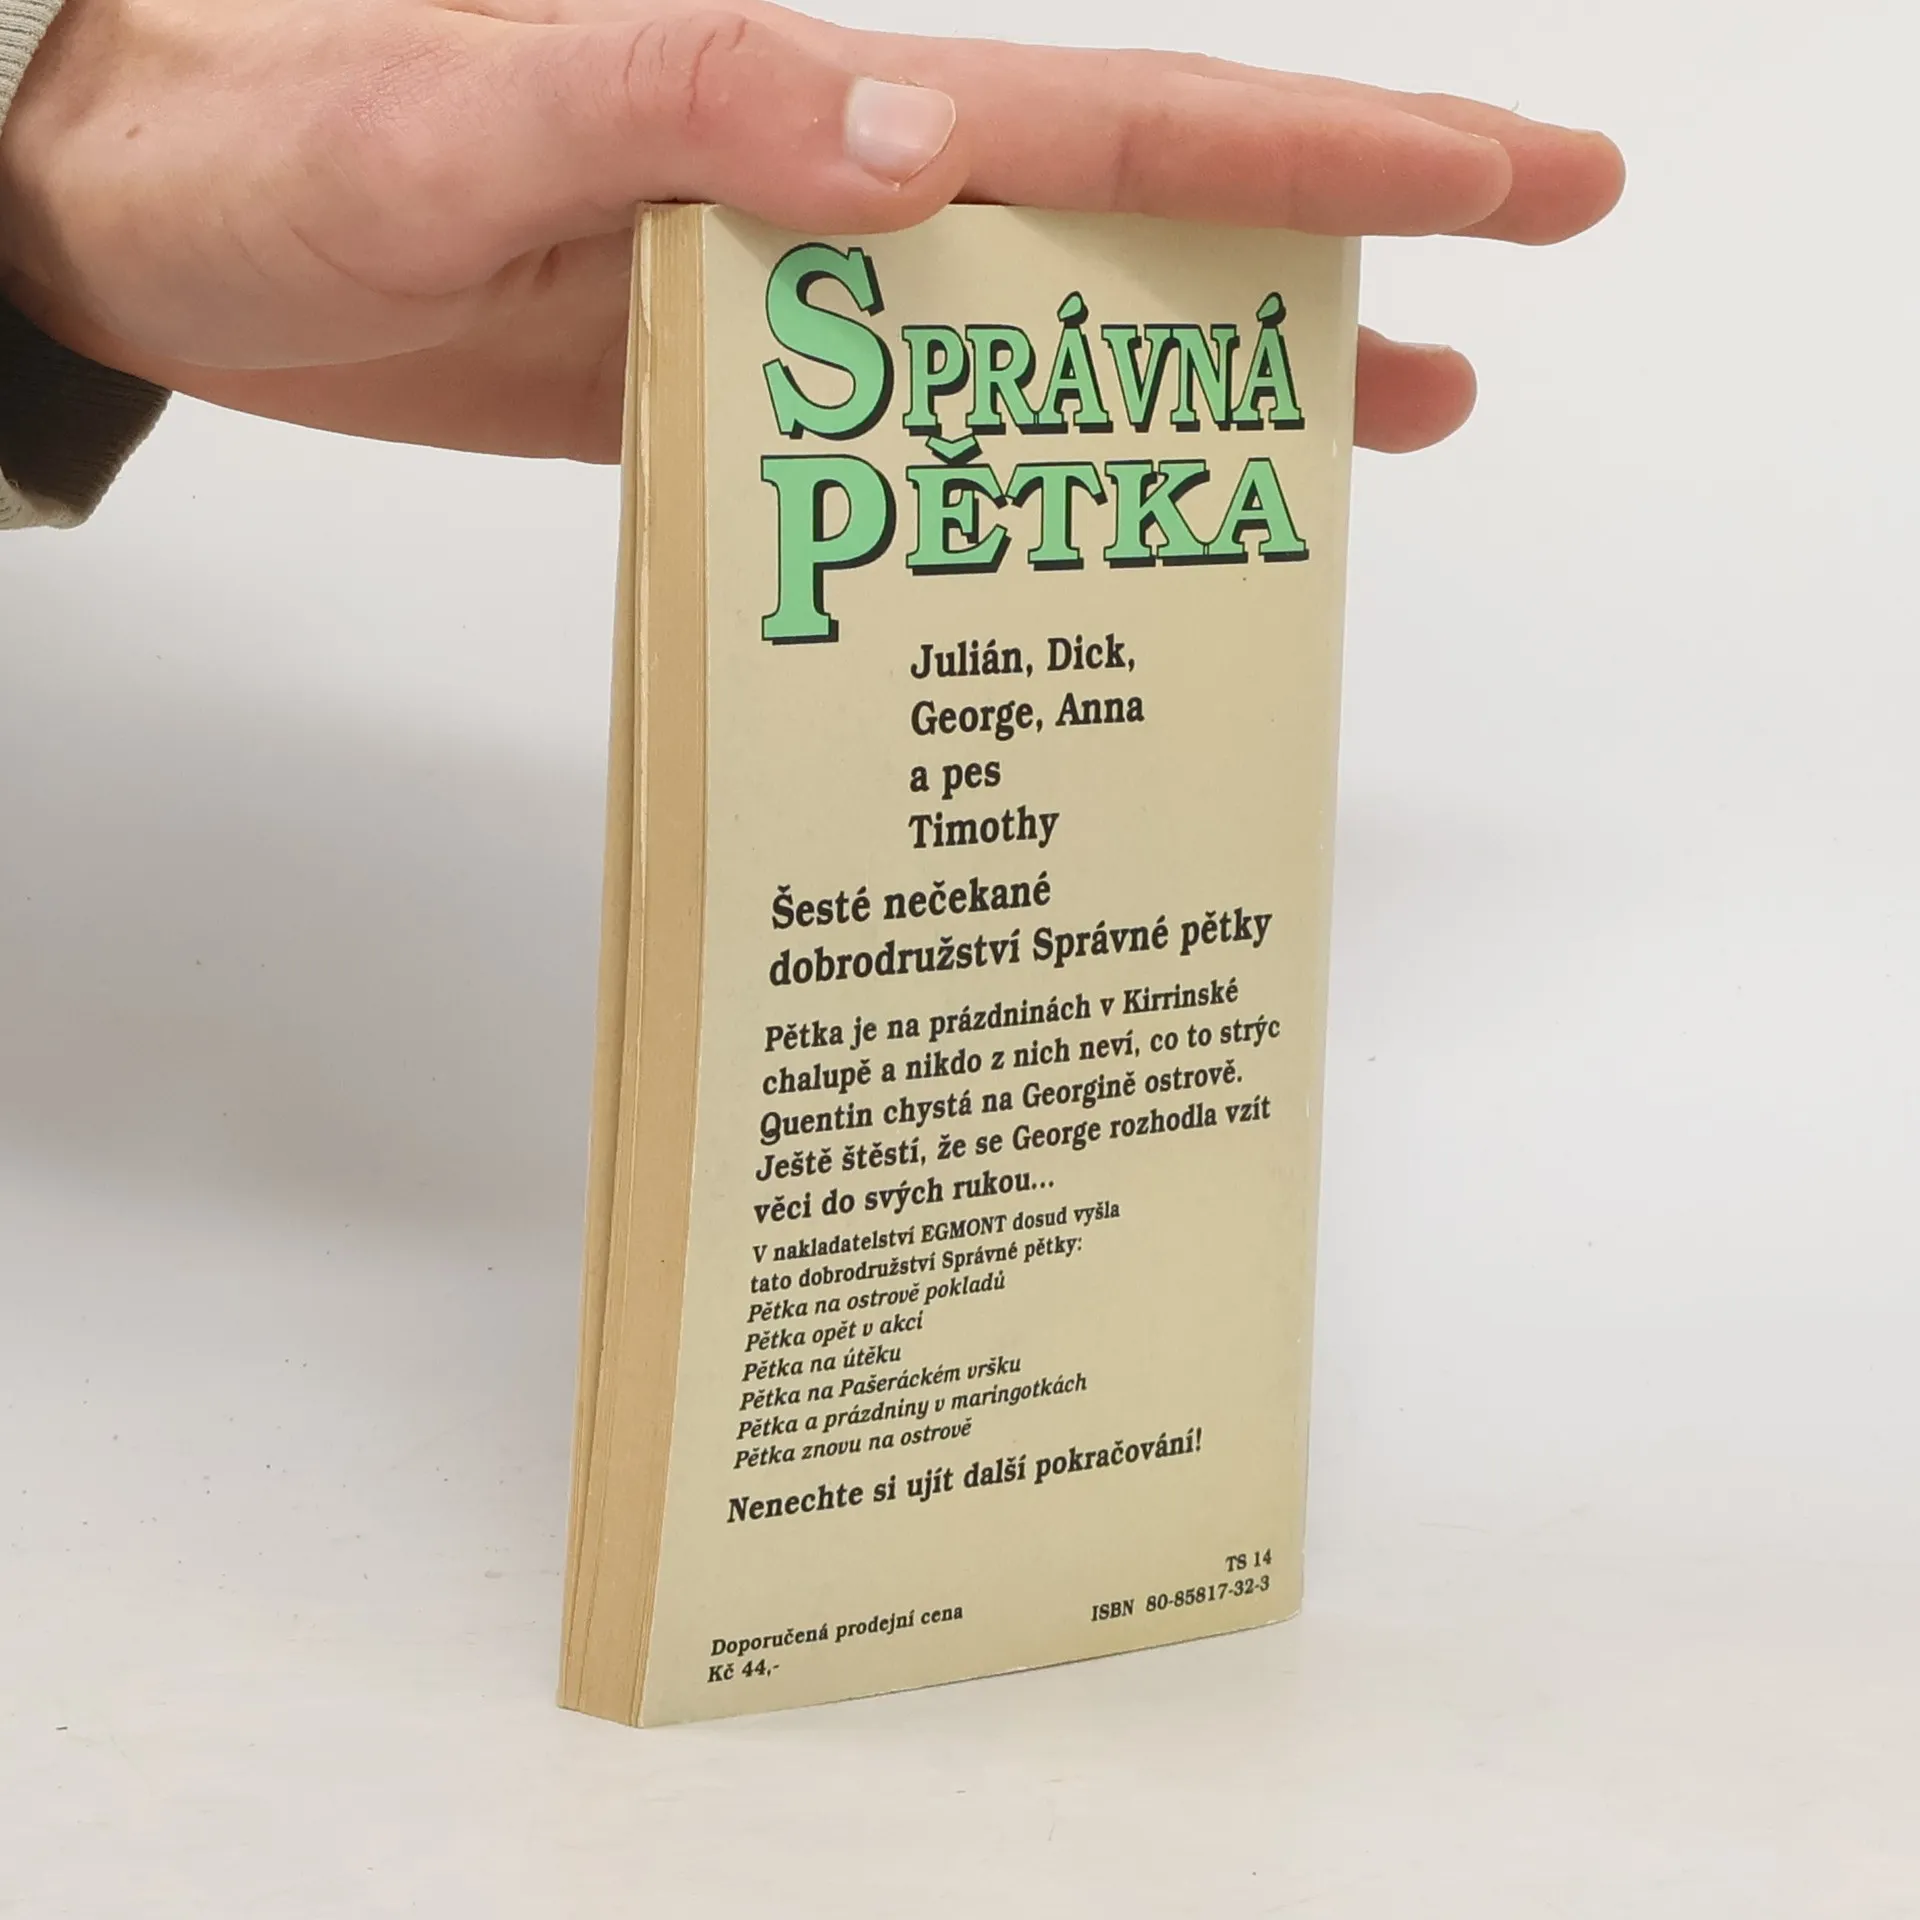 SPRÁVNÁ
PĚTKA
Julián, Dick,
George, Anna
a pes
Timothy
Šesté nečekané
dobrodružství Správné pětky
Pětka je na prázdninách v Kirrinské
chalupě a nikdo z nich neví, co to strýc
Quentin chystá na Georgině ostrově.
Ještě štěstí, že se George rozhodla vzít
věci do svých rukou...
V nakladatelství EGMONT dosud vyšla
tato dobrodružství Správné pětky:
Pětka na ostrově pokladů
Pětka opět v akci
Pětka na útěku
Pětka na Pašeráckém vršku
Pětka a prázdniny v maringotkách
Pětka znovu na ostrově
Nenechte si ujít další pokračování!
TS 14
ISBN 80-85817-32-3
Doporučená prodejní cena
Kč 44,-